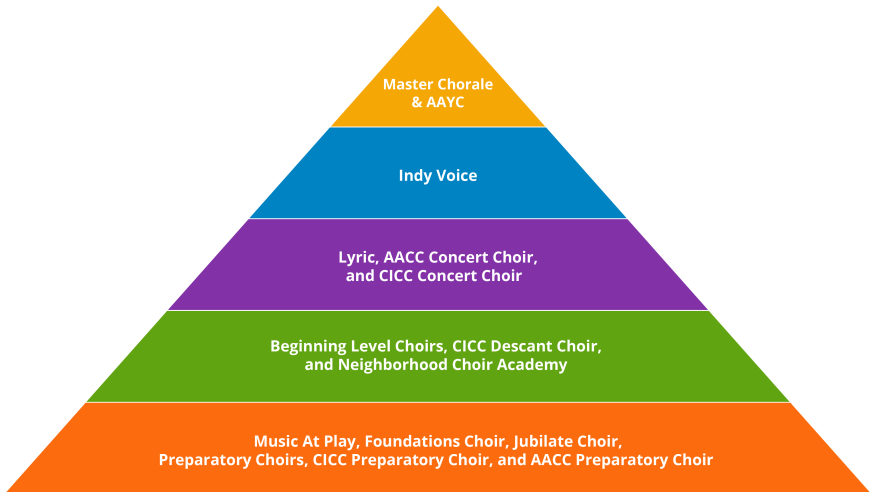 Master Chorale
& AAYC
Indy Voice
Lyric, AACC Concert Choir,
and CICC Concert Choir
Beginning Level Choirs, CICC Descant Choir,
and Neighborhood Choir Academy
Music At Play, Foundations Choir, Jubilate Choir,
Preparatory Choirs, CICC Preparatory Choir, and AACC Preparatory Choir